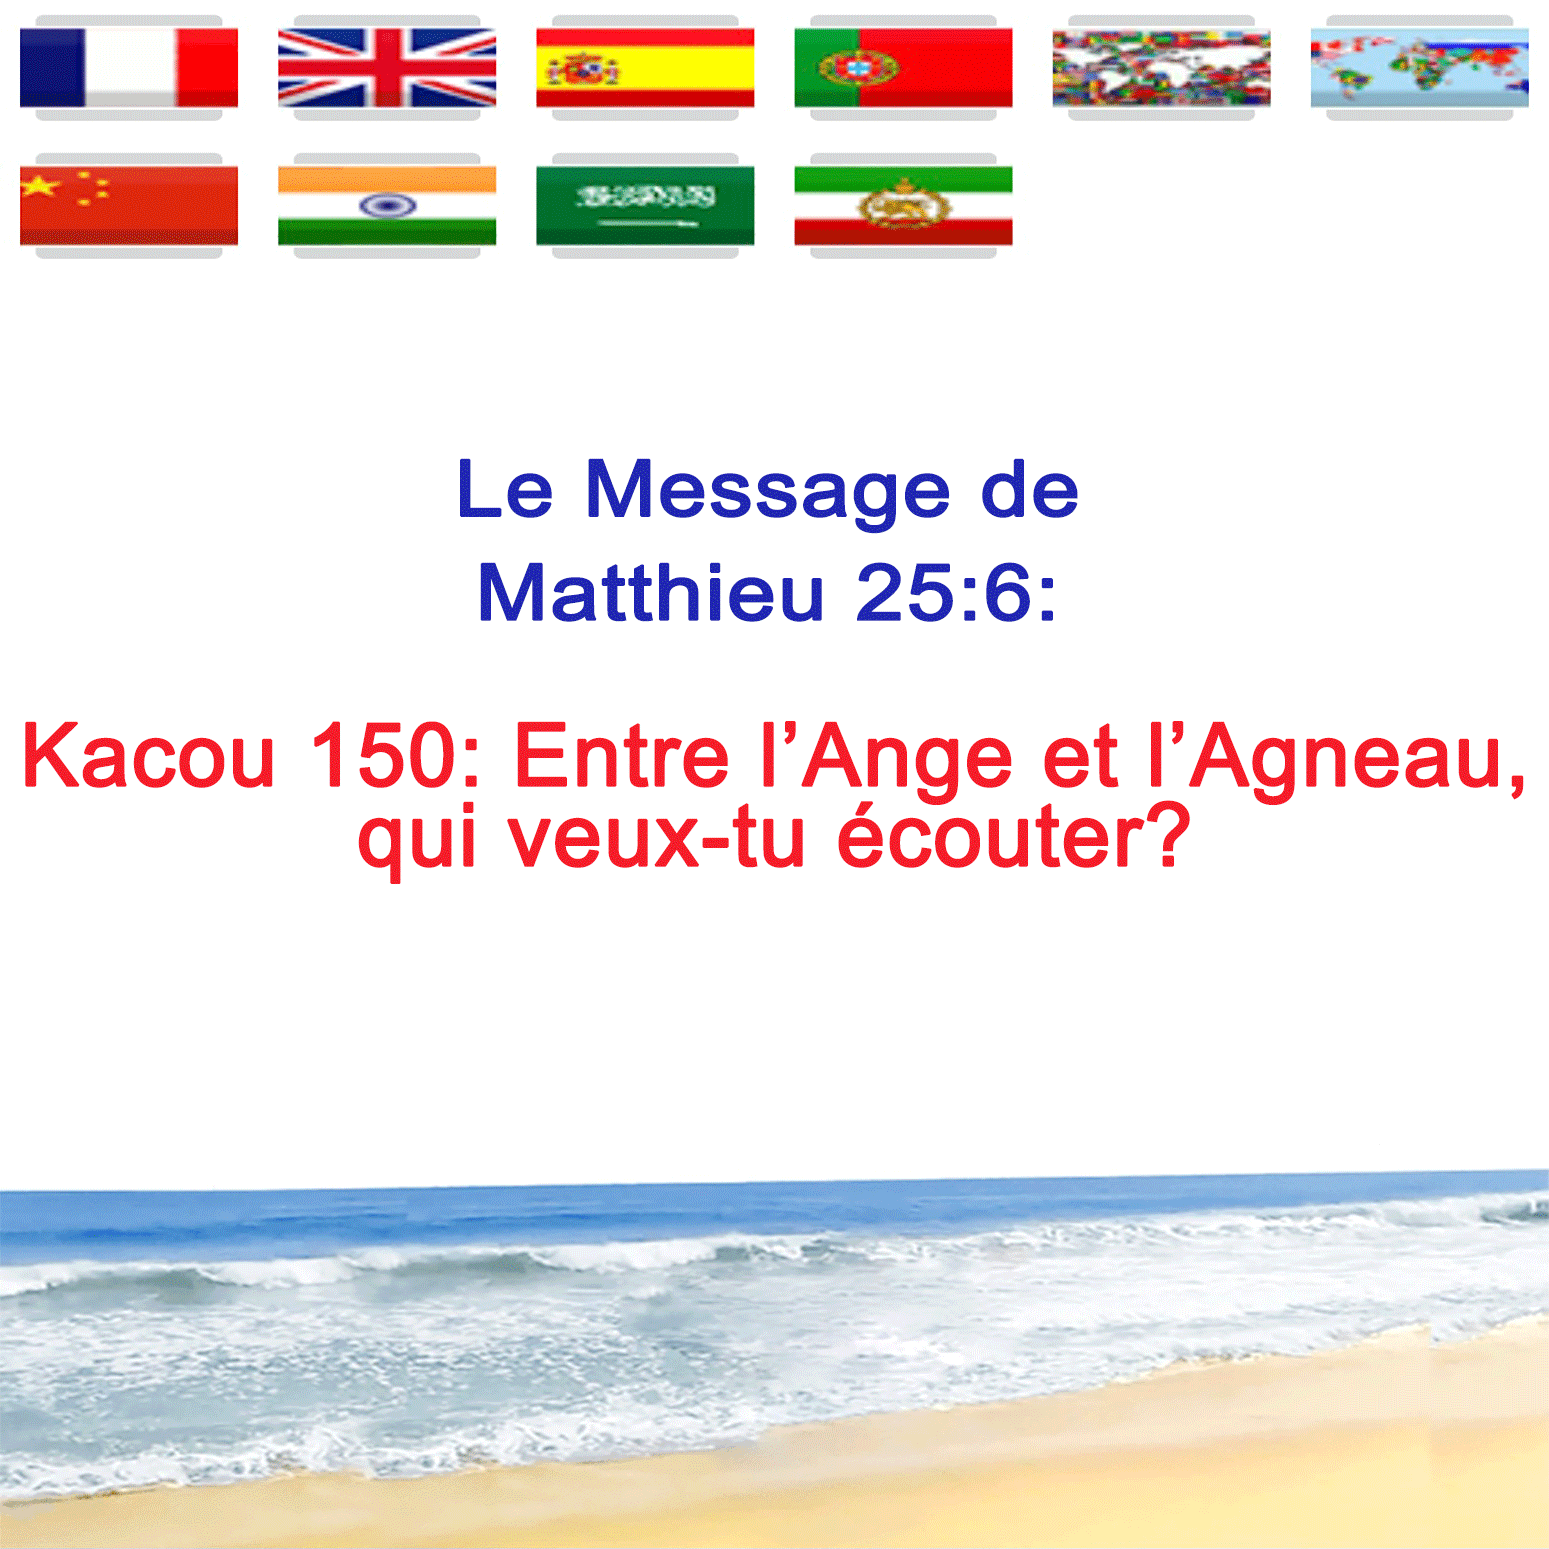 Le Message de
Matthieu 25:6:
Kacou 150: Entre l’Ange et l’Agneau,
qui veux-tu écouter?